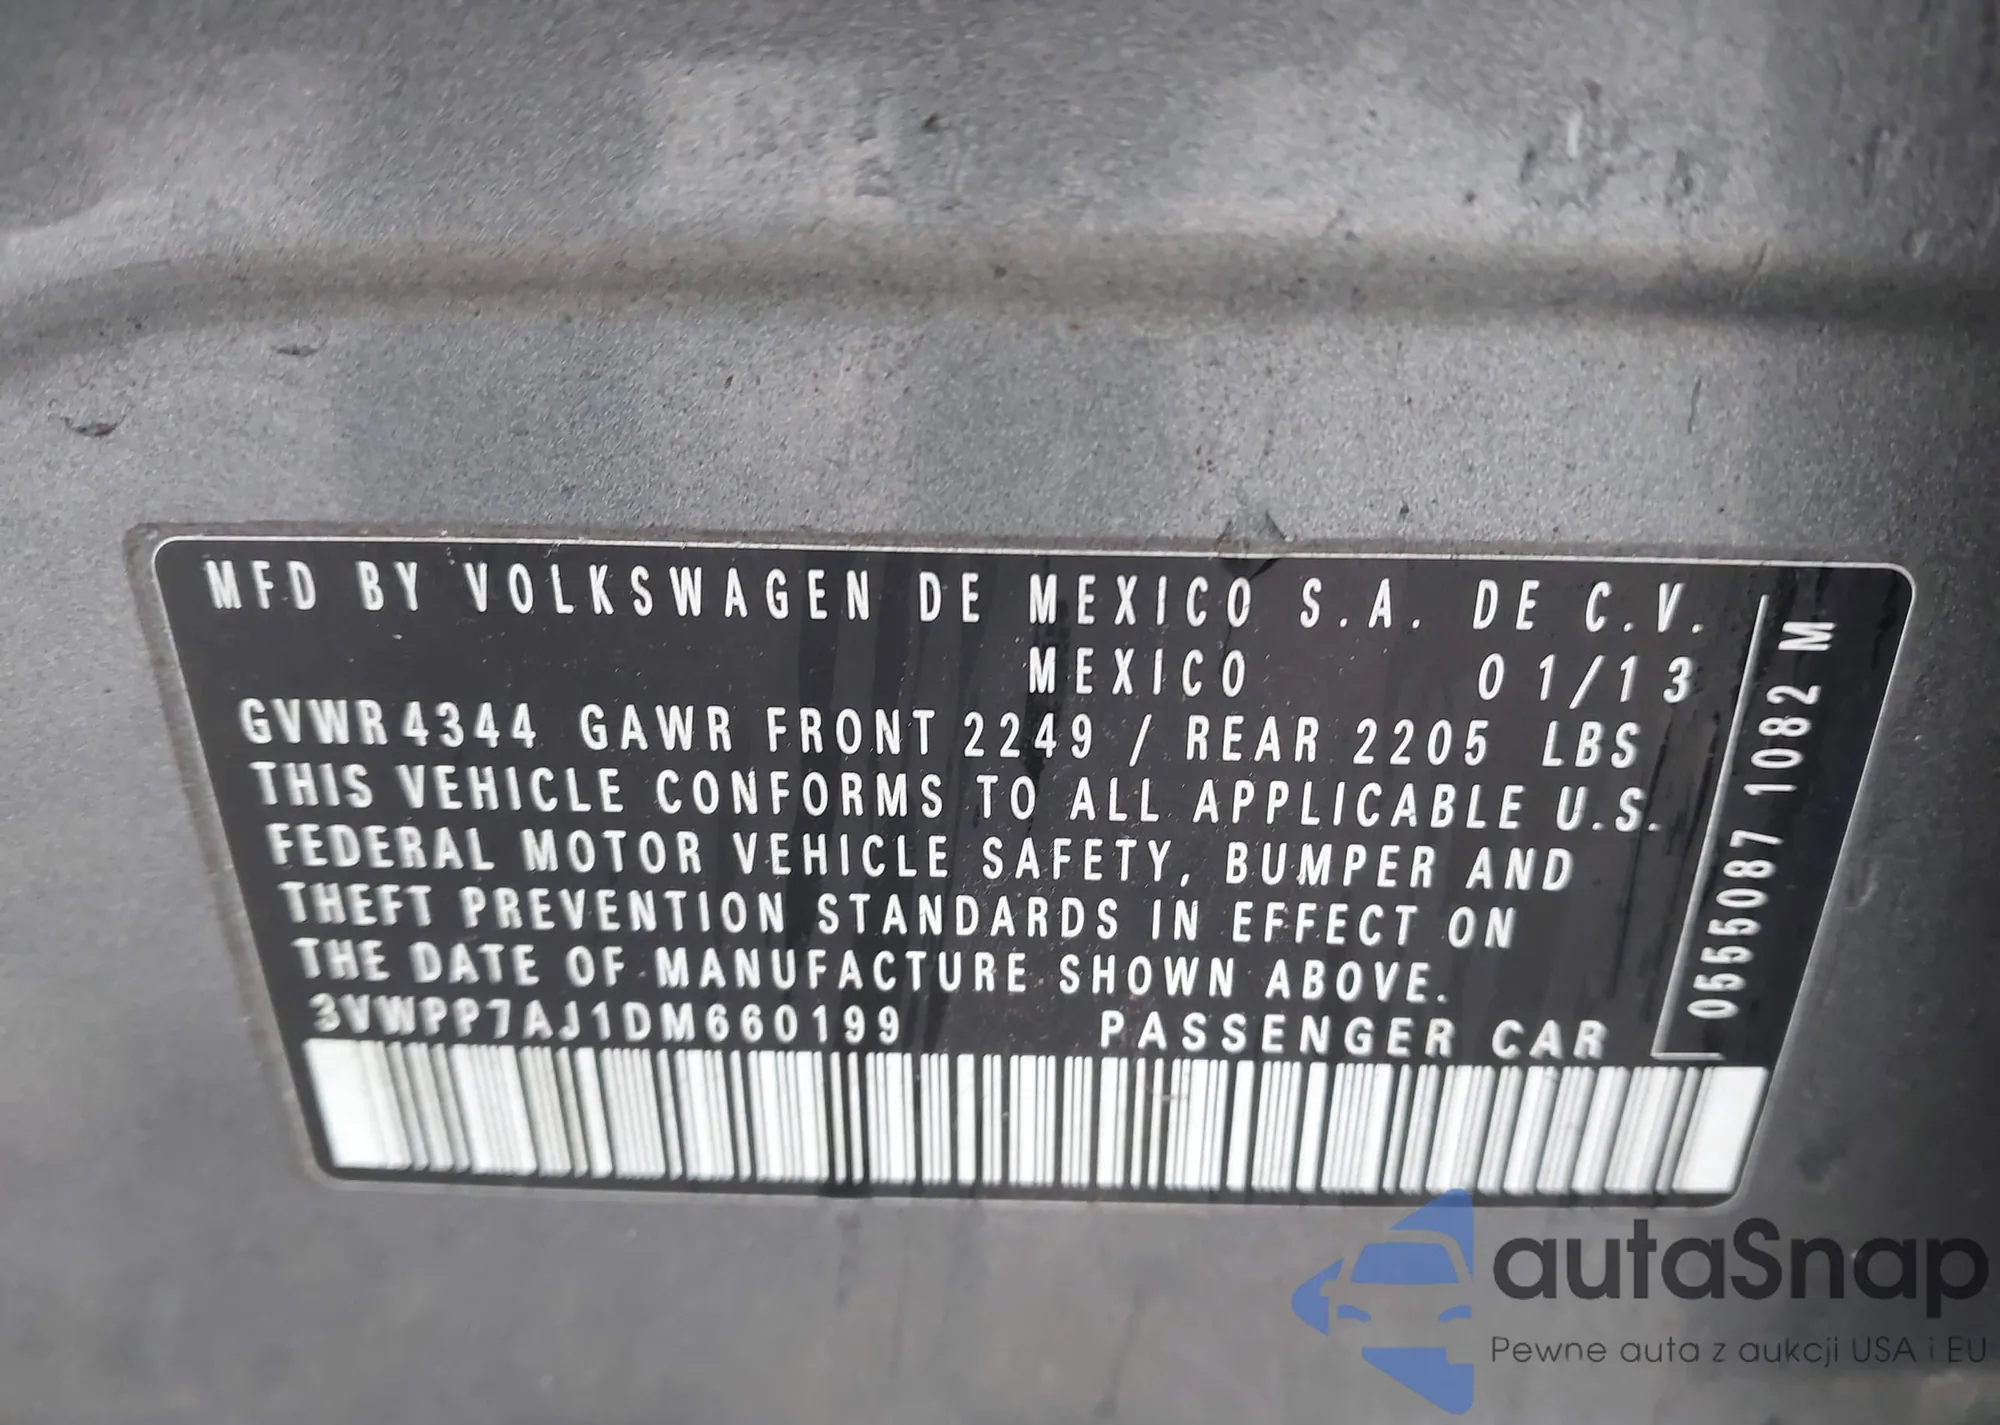 MFD BY VOLKSWAGEN DE MEXICO S.A. DE C.V.
MEXICO 01/13
GVWR 4344 GAWR FRONT 2249 / REAR 2205 LBS
THIS VEHICLE CONFORMS TO ALL APPLICABLE U.S.
FEDERAL MOTOR VEHICLE SAFETY, BUMPER AND
THEFT PREVENTION STANDARDS IN EFFECT ON
THE DATE OF MANUFACTURE SHOWN ABOVE.
3VWPP7AJ1DM660199 PASSENGER CAR
0555087 1082 M
autaSnap
Pewne auta z aukcji USA i EU